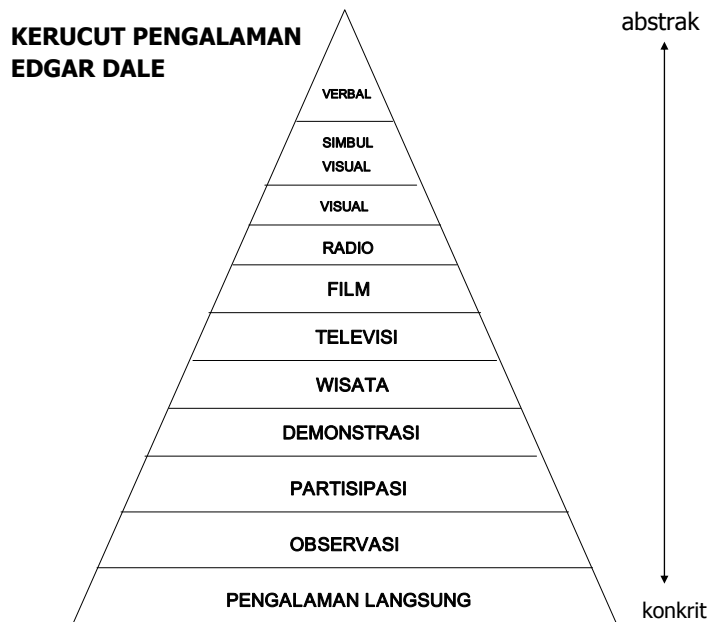 KERUCUT PENGALAMAN
EDGAR DALE
abstrak
VERBAL
SIMBUL
VISUAL
VISUAL
RADIO
FILM
TELEVISI
WISATA
DEMONSTRASI
PARTISIPASI
OBSERVASI
PENGALAMAN LANGSUNG
konkrit